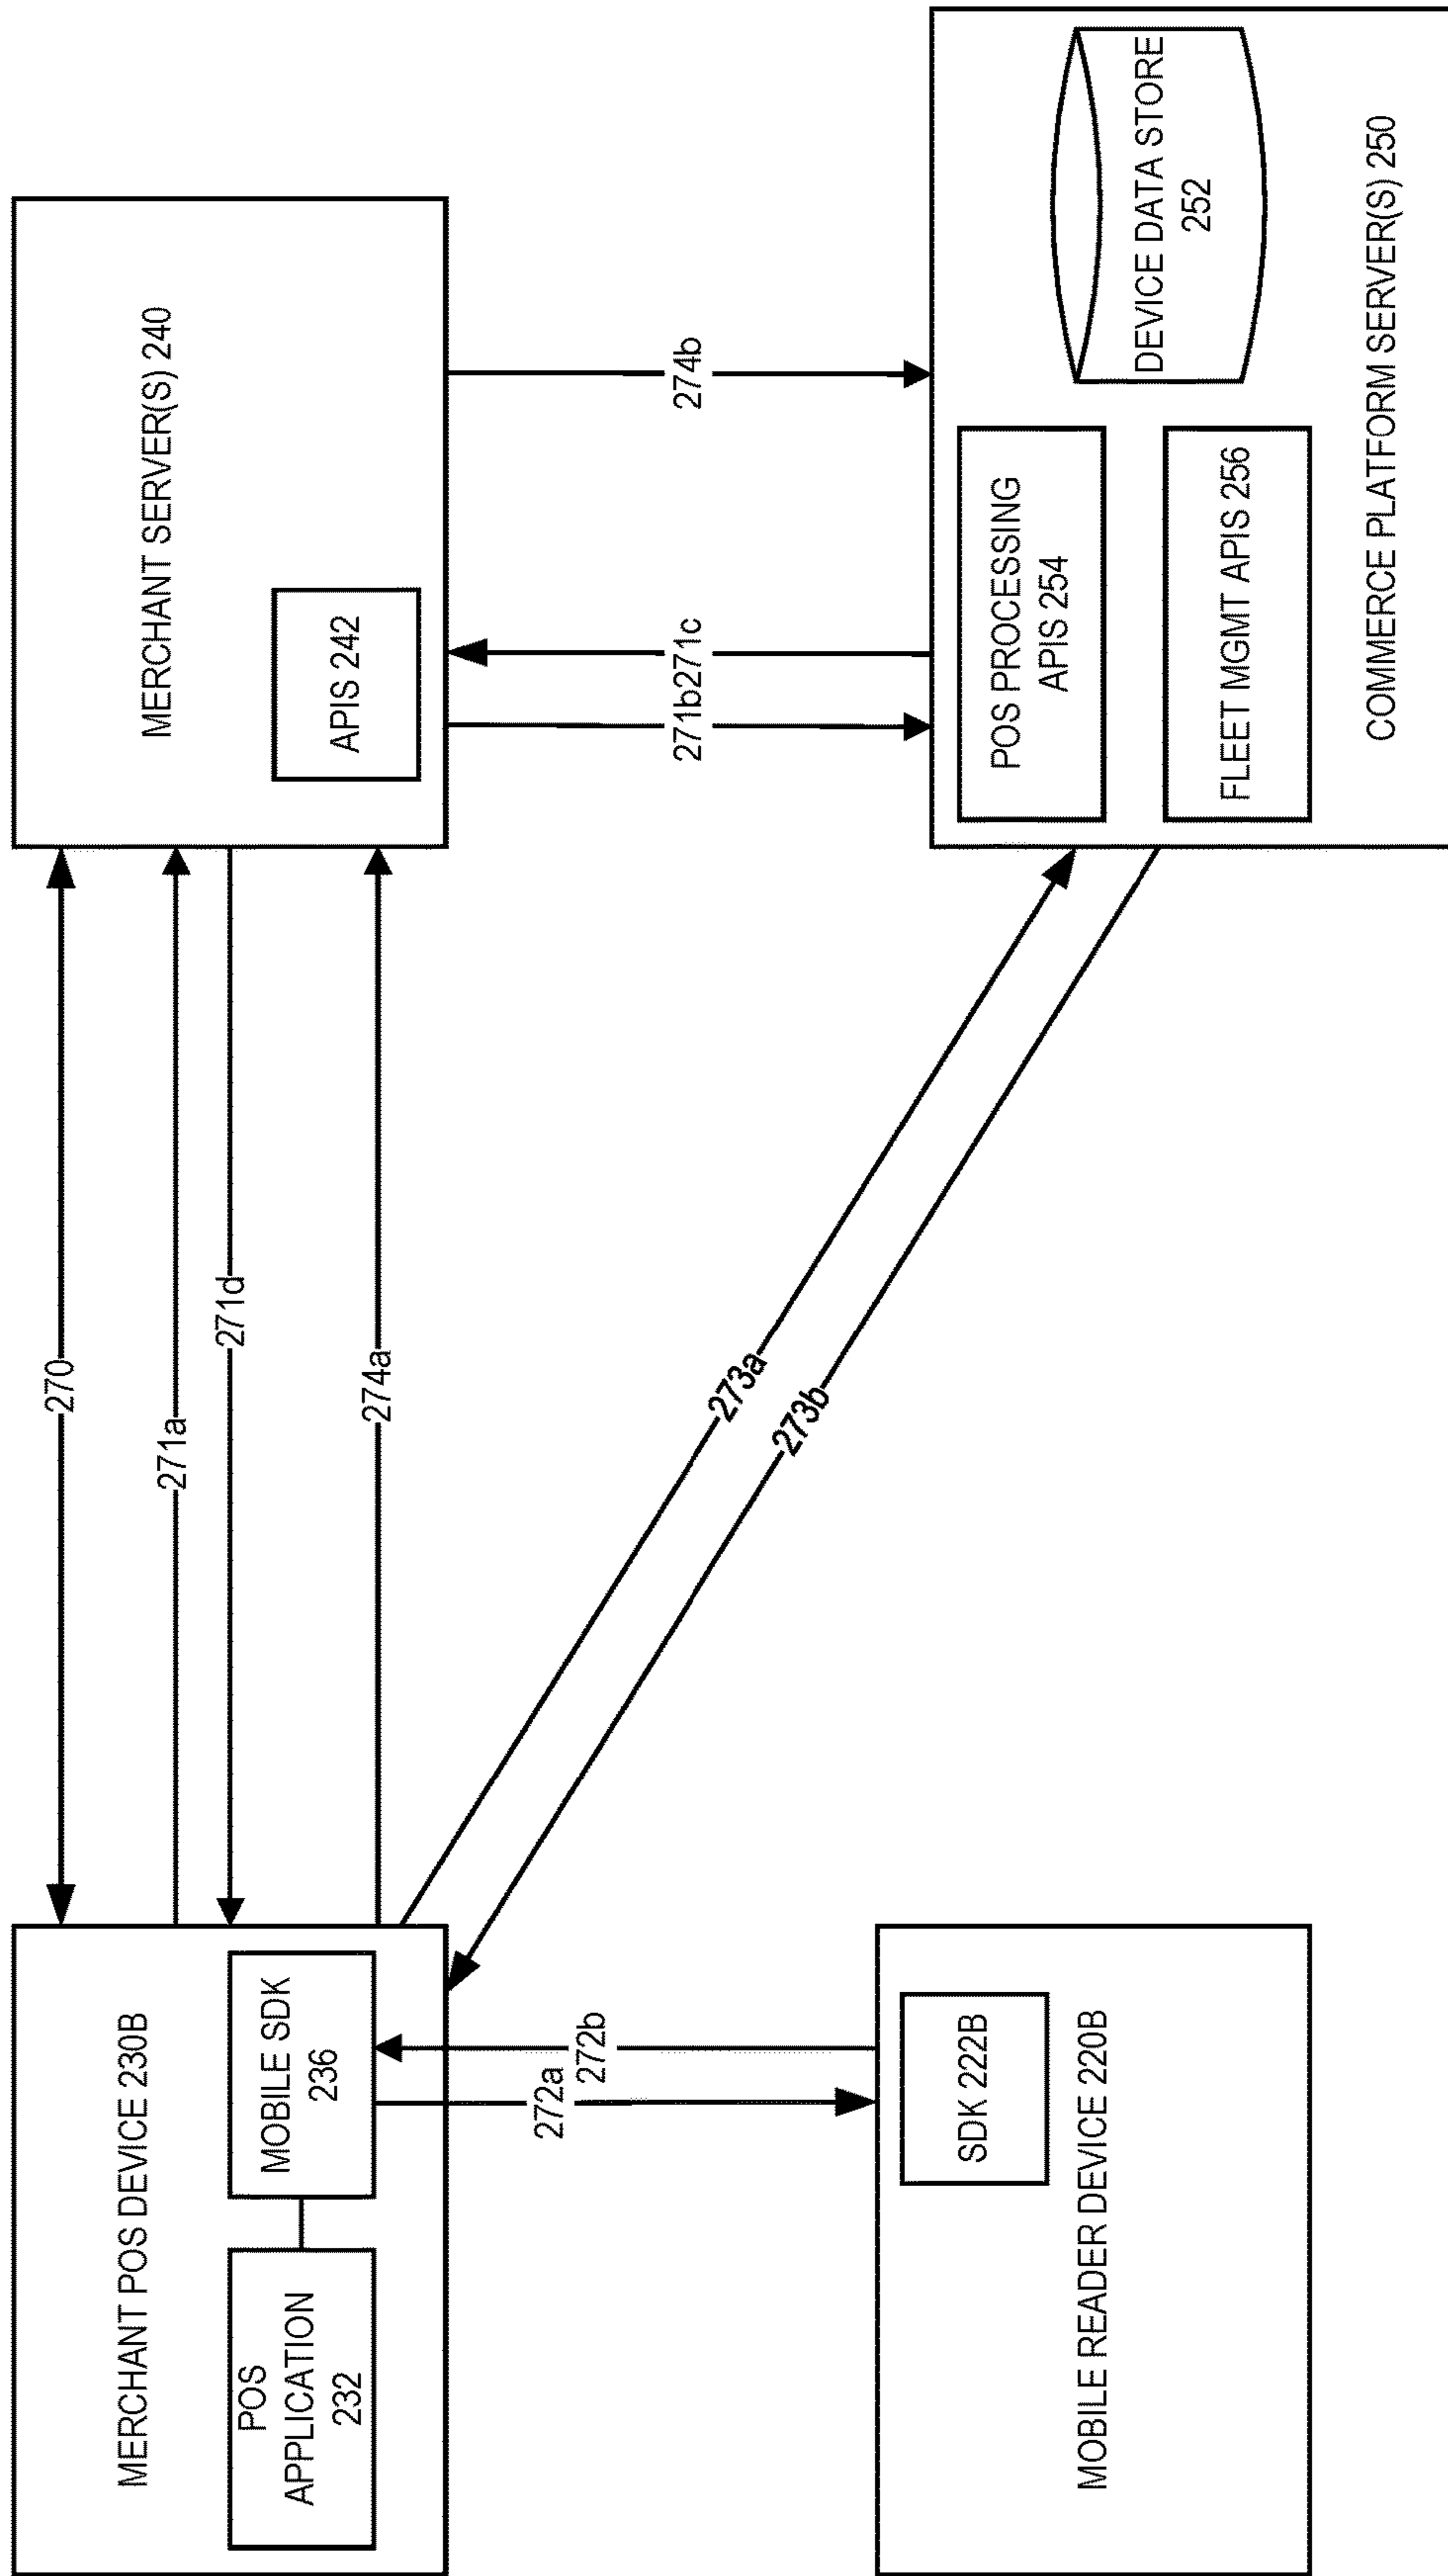 MERCHANT POS DEVICE 230B
POS
APPLICATION
232
MOBILE SDK
236
270
271a
271d
274a
MERCHANT SERVER(S) 240
APIS 242
272a
272b
273a
273b
271b
271c
274b
MOBILE READER DEVICE 220B
SDK 222B
POS PROCESSING
APIS 254
FLEET MGMT APIS 256
DEVICE DATA STORE
252
COMMERCE PLATFORM SERVER(S) 250